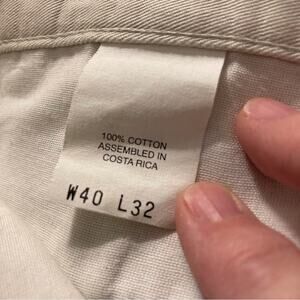 100% COTTON
ASSEMBLED IN
COSTA RICA
W40 L32